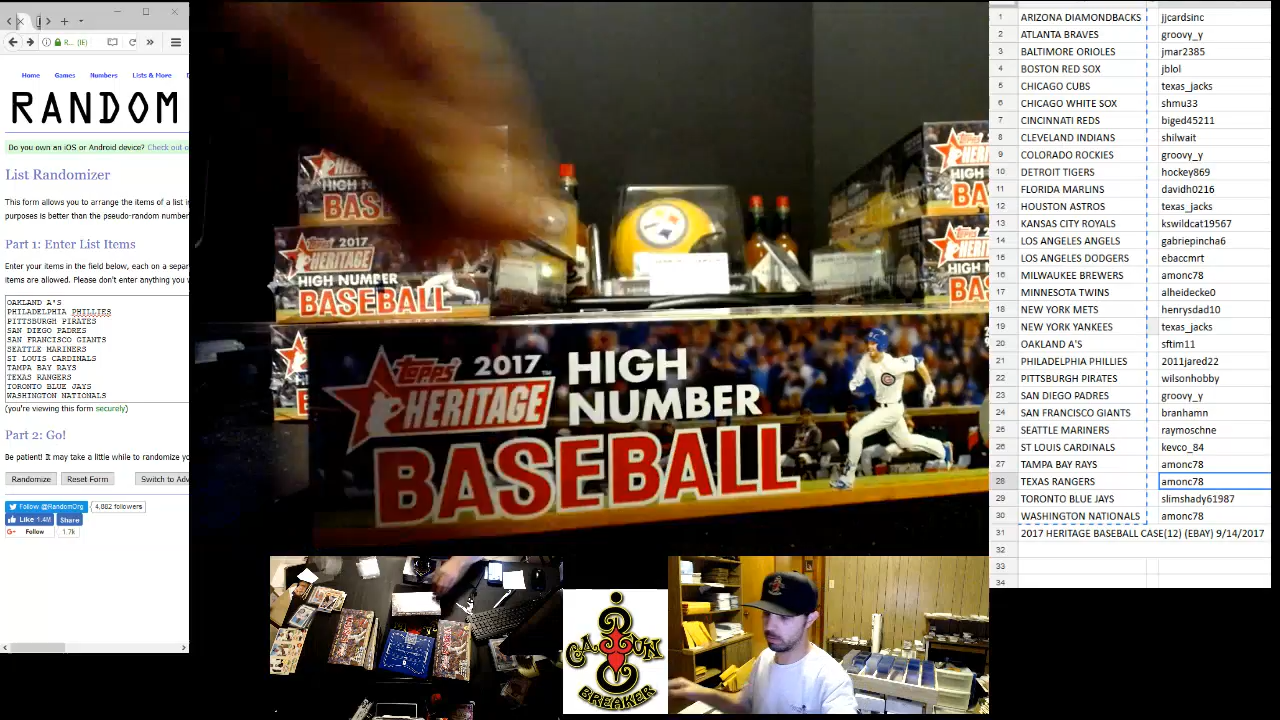 R... (IE)
Home Games Numbers Lists & More
RANDOM
Do you own an iOS or Android device? Check out
List Randomizer
This form allows you to arrange the items of a list i
purposes is better than the pseudo-random number
Part 1: Enter List Items
Enter your items in the field below, each on a separ
items are allowed. Please don't enter anything you
OAKLAND A'S
PHILADELPHIA PHILLIES
PITTSBURGH PIRATES
SAN DIEGO PADRES
SAN FRANCISCO GIANTS
SEATTLE MARINERS
ST LOUIS CARDINALS
TAMPA BAY RAYS
TEXAS RANGERS
TORONTO BLUE JAYS
WASHINGTON NATIONALS
(you're viewing this form securely)
Part 2: Go!
Be patient! It may take a little while to randomize yo
Randomize Reset Form Switch to Adv
Follow @RandomOrg 4,882 followers
Like 1.4M Share
Follow 1.7k
Topps
HERITAGE
HIGH NUMBER
BAS
Topps 2017
HERITAGE
HIGH NUMBER
BASEBALL
Topps 2017
HERITAGE
HIGH
NUMBER
BASEBALL
Topps
HERITAGE
HIGH
BAS
Topps
HERITAGE
HIGH
BAS
CAJUN
BREAKER
1 ARIZONA DIAMONDBACKS jjcardsinc
2 ATLANTA BRAVES groovy_y
3 BALTIMORE ORIOLES jmar2385
4 BOSTON RED SOX jblol
5 CHICAGO CUBS texas_jacks
6 CHICAGO WHITE SOX shmu33
7 CINCINNATI REDS biged45211
8 CLEVELAND INDIANS shilwait
9 COLORADO ROCKIES groovy_y
10 DETROIT TIGERS hockey869
11 FLORIDA MARLINS davidh0216
12 HOUSTON ASTROS texas_jacks
13 KANSAS CITY ROYALS kswildcat19567
14 LOS ANGELES ANGELS gabriepincha6
15 LOS ANGELES DODGERS ebaccmrt
16 MILWAUKEE BREWERS amonc78
17 MINNESOTA TWINS alheidecke0
18 NEW YORK METS henrysdad10
19 NEW YORK YANKEES texas_jacks
20 OAKLAND A'S sftim11
21 PHILADELPHIA PHILLIES 2011jared22
22 PITTSBURGH PIRATES wilsonhobby
23 SAN DIEGO PADRES groovy_y
24 SAN FRANCISCO GIANTS branhamn
25 SEATTLE MARINERS raymoschne
26 ST LOUIS CARDINALS kevco_84
27 TAMPA BAY RAYS amonc78
28 TEXAS RANGERS amonc78
29 TORONTO BLUE JAYS slimshady61987
30 WASHINGTON NATIONALS amonc78
31 2017 HERITAGE BASEBALL CASE(12) (EBAY) 9/14/2017
32
33
34